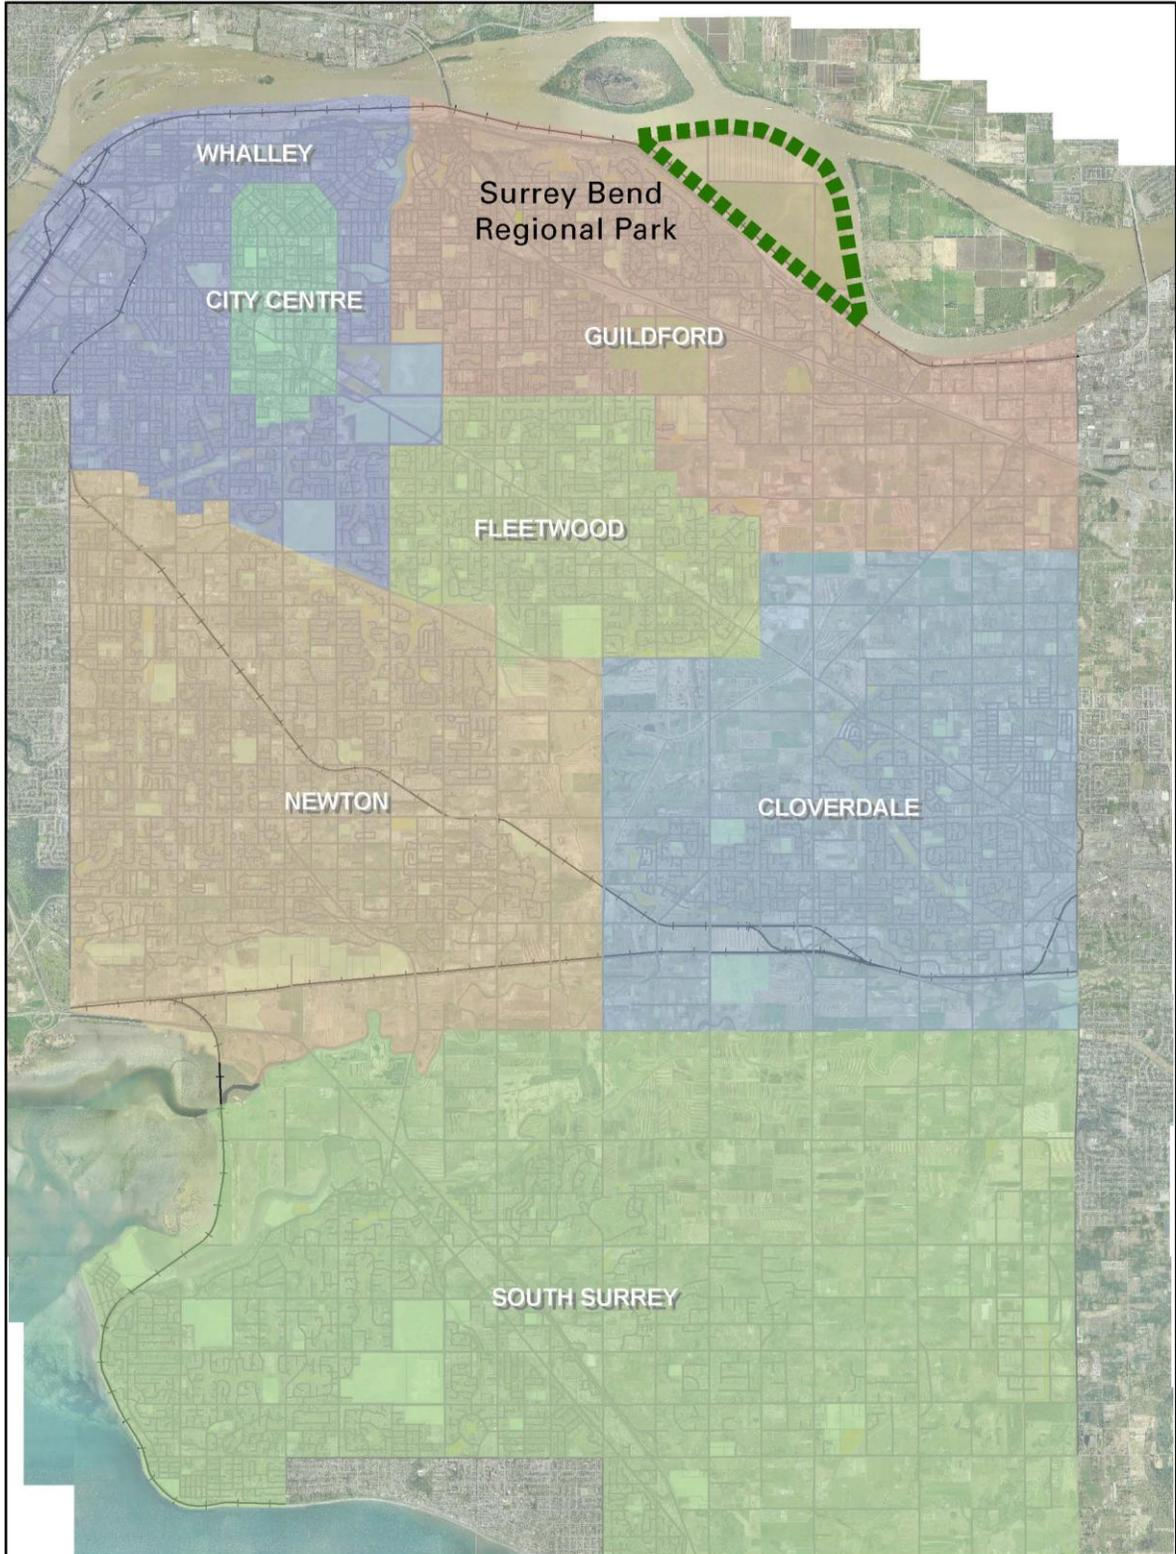 WHALLEY
Surrey Bend
Regional Park
CITY CENTRE
GUILDFORD
FLEETWOOD
NEWTON
CLOVERDALE
SOUTH SURREY